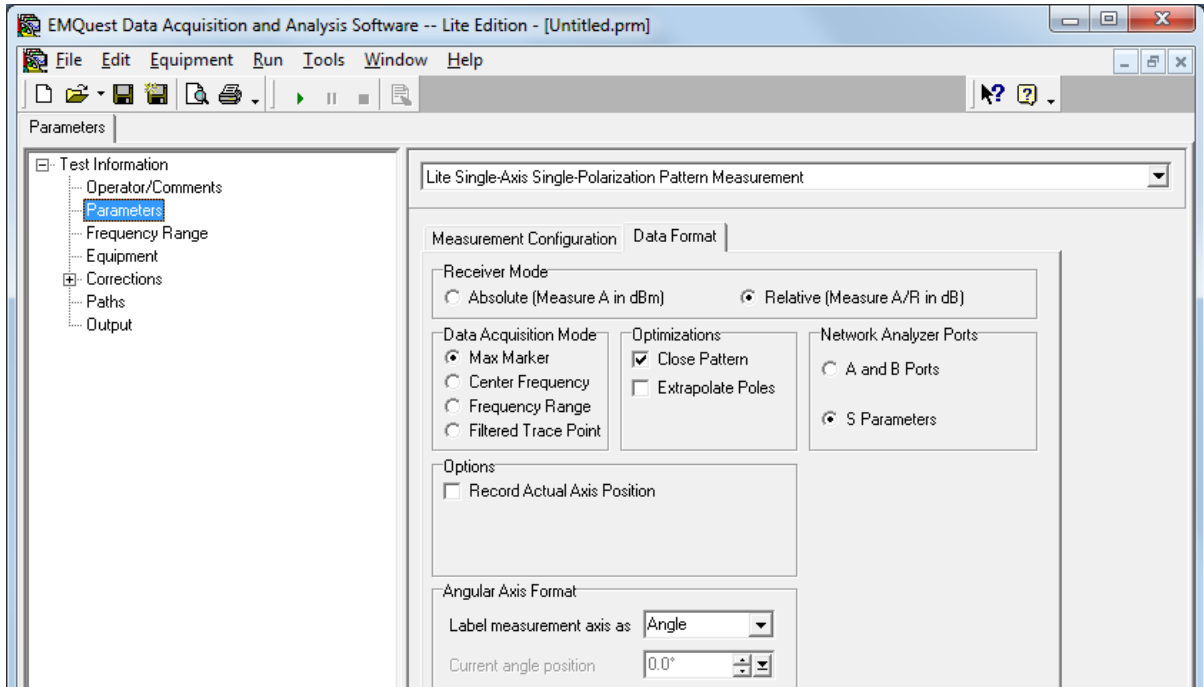 EMQuest Data Acquisition and Analysis Software -- Lite Edition - [Untitled.prm]
File Edit Equipment Run Tools Window Help
Parameters
Test Information
Operator/Comments
Parameters
Frequency Range
Equipment
Corrections
Paths
Output
Lite Single-Axis Single-Polarization Pattern Measurement
Measurement Configuration Data Format
Receiver Mode
Absolute (Measure A in dBm) Relative (Measure A/R in dB)
Data Acquisition Mode
Max Marker
Center Frequency
Frequency Range
Filtered Trace Point
Optimizations
Close Pattern
Extrapolate Poles
Network Analyzer Ports
A and B Ports
S Parameters
Options
Record Actual Axis Position
Angular Axis Format
Label measurement axis as Angle
Current angle position 0.0°